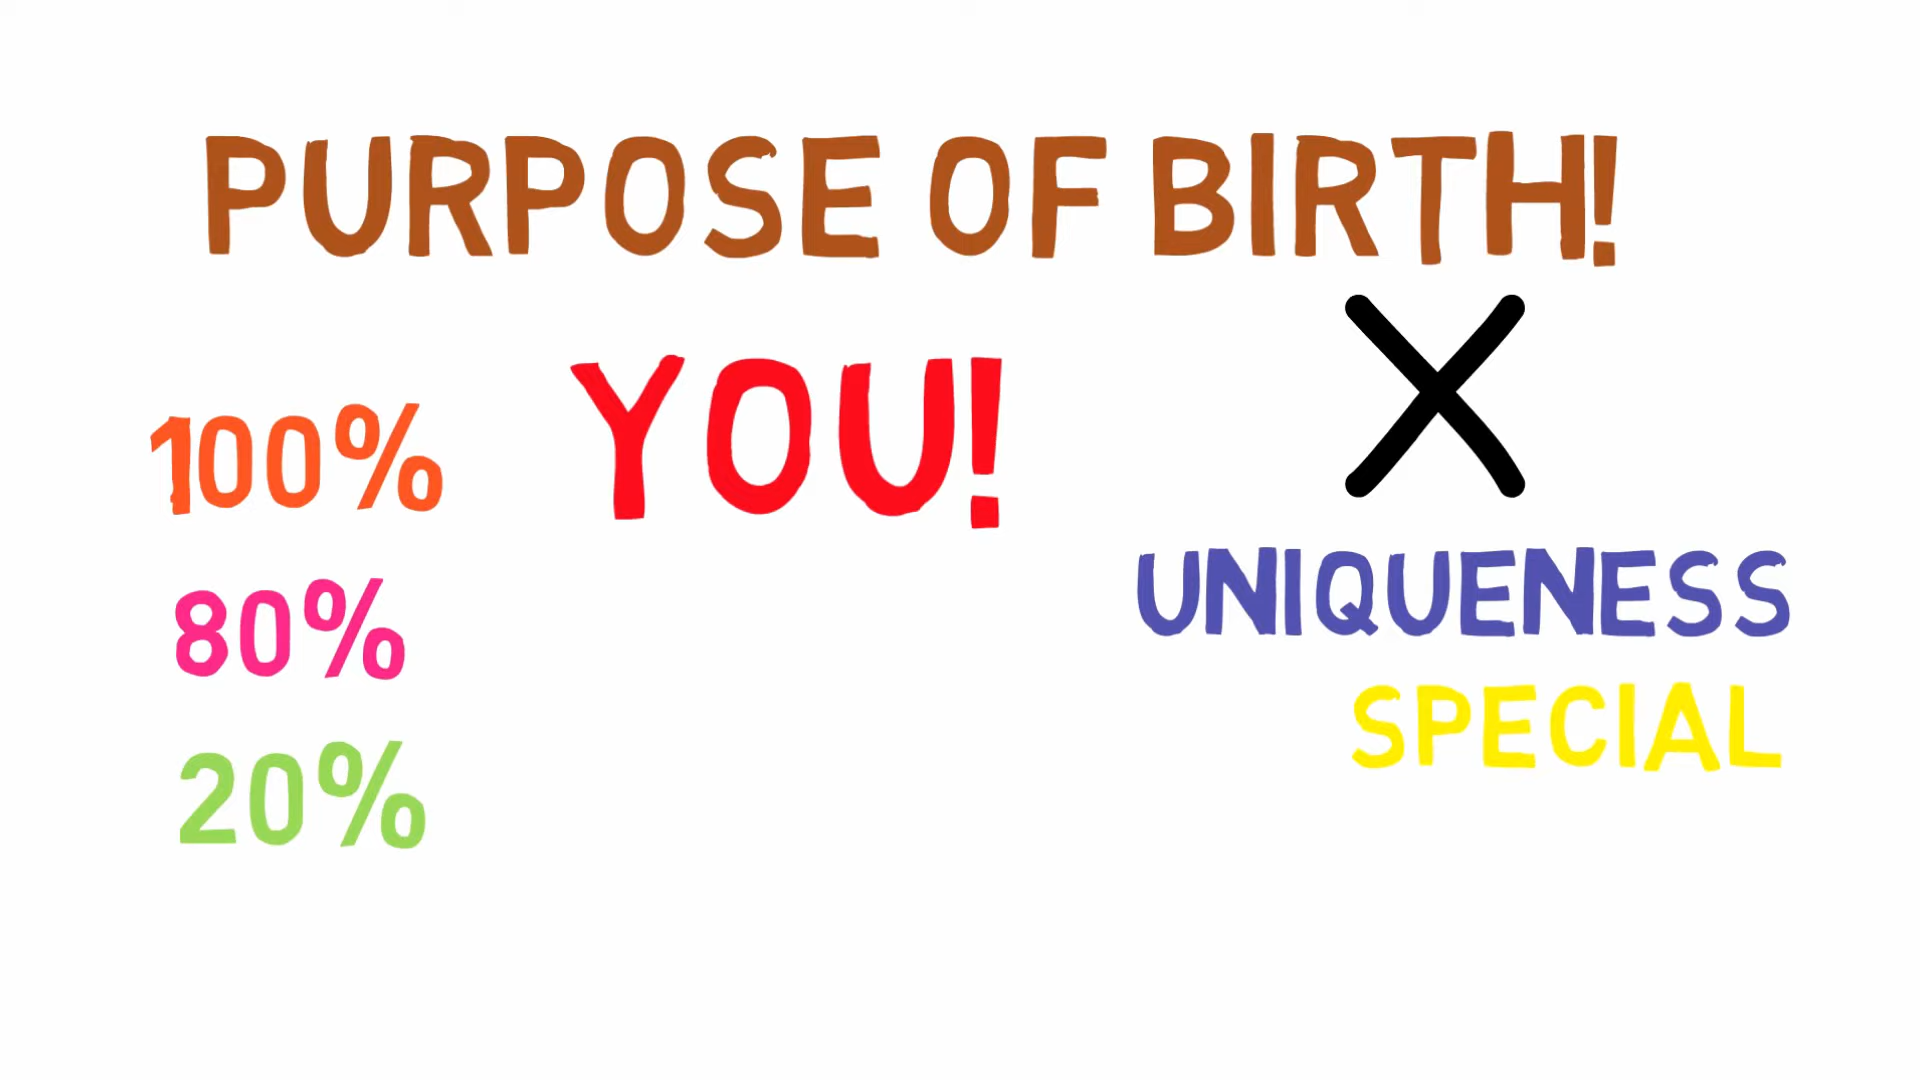 PURPOSE OF BIRTH!
100% YOU! X
80% UNIQUENESS
20% SPECIAL